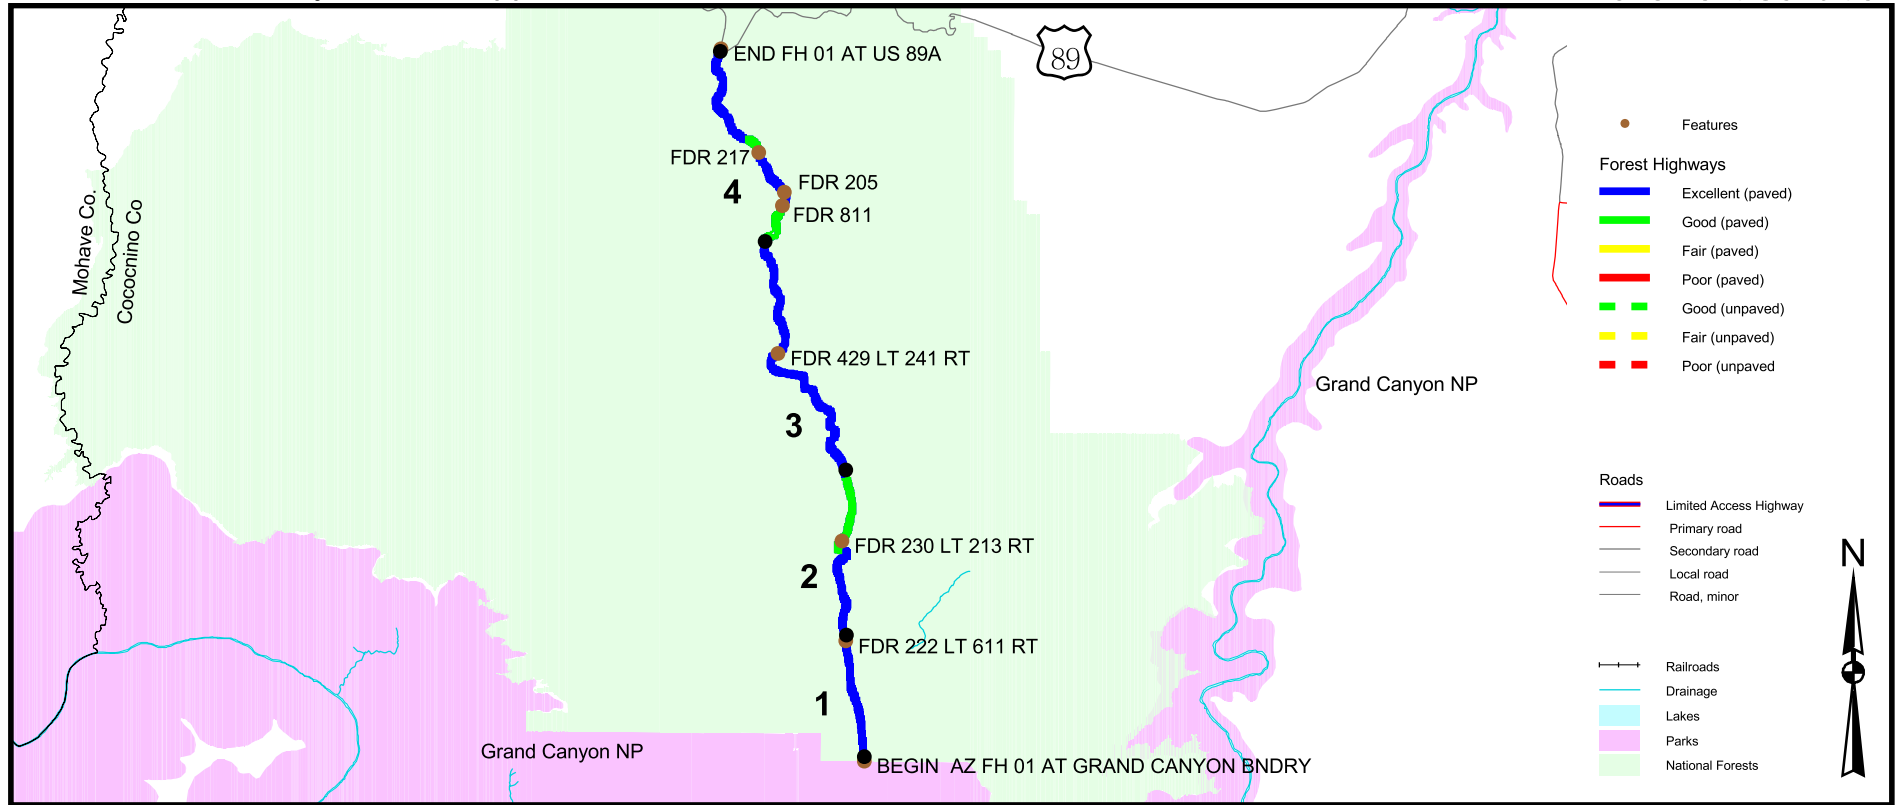 END FH 01 AT US 89A
89
FDR 217
4
FDR 205
FDR 811
Mohave Co.
Cococnino Co
FDR 429 LT 241 RT
3
Grand Canyon NP
FDR 230 LT 213 RT
2
FDR 222 LT 611 RT
1
Grand Canyon NP
BEGIN AZ FH 01 AT GRAND CANYON BNDRY
Features
Forest Highways
Excellent (paved)
Good (paved)
Fair (paved)
Poor (paved)
Good (unpaved)
Fair (unpaved)
Poor (unpaved
Roads
Limited Access Highway
Primary road
Secondary road
Local road
Road, minor
Railroads
Drainage
Lakes
Parks
National Forests
N